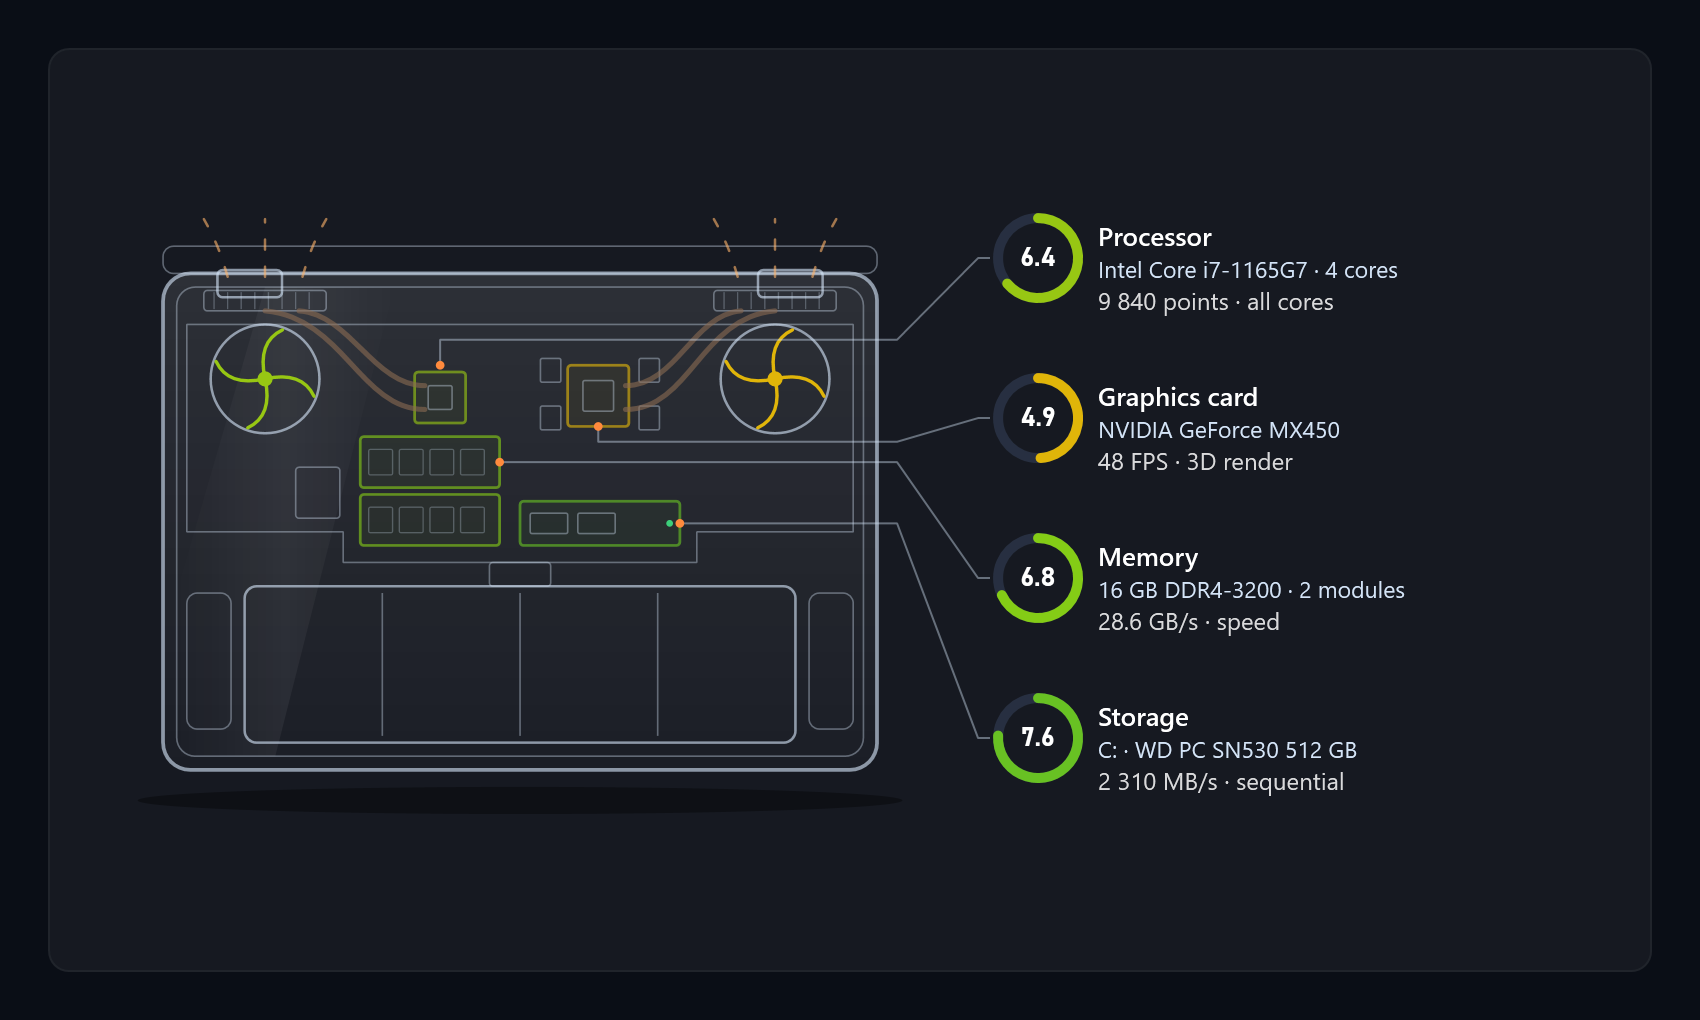 6.4
Processor
Intel Core i7-1165G7 · 4 cores
9 840 points · all cores
4.9
Graphics card
NVIDIA GeForce MX450
48 FPS · 3D render
6.8
Memory
16 GB DDR4-3200 · 2 modules
28.6 GB/s · speed
7.6
Storage
C: · WD PC SN530 512 GB
2 310 MB/s · sequential